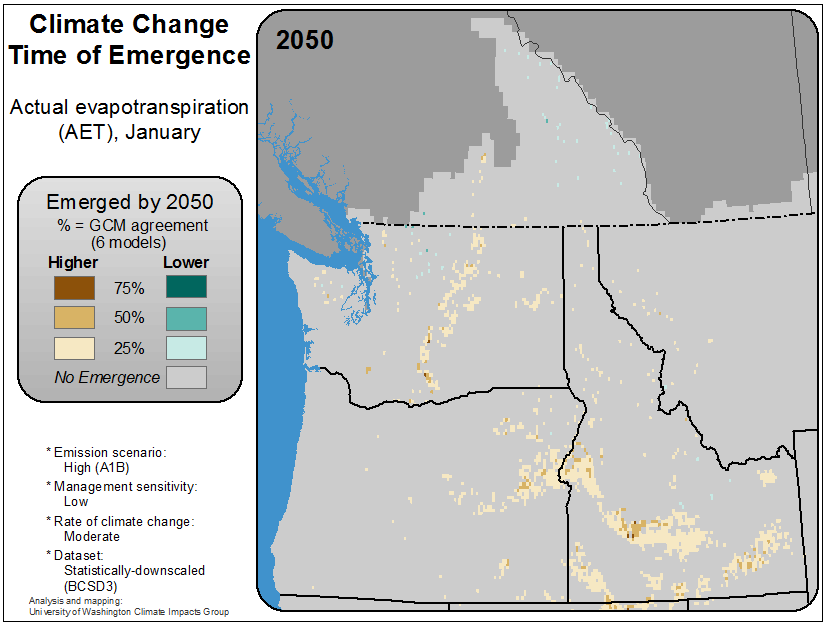 Climate Change
Time of Emergence
Actual evapotranspiration
(AET), January
Emerged by 2050
% = GCM agreement
(6 models)
Higher Lower
75%
50%
25%
No Emergence
* Emission scenario:
High (A1B)
* Management sensitivity:
Low
* Rate of climate change:
Moderate
* Dataset:
Statistically-downscaled
(BCSD3)
Analysis and mapping:
University of Washington Climate Impacts Group
2050